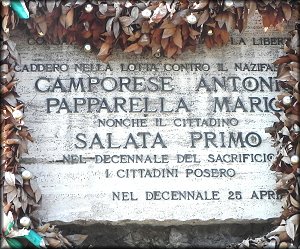 LA LIBERT
CADDERO NELLA LOTTA CONTRO IL NAZIFA
CAMPORESE ANTONI
PAPPARELLA MARIO
NONCHE IL CITTADINO
SALATA PRIMO
NEL DECENNALE DEL SACRIFICIO
I CITTADINI POSERO
NEL DECENNALE 25 APRI